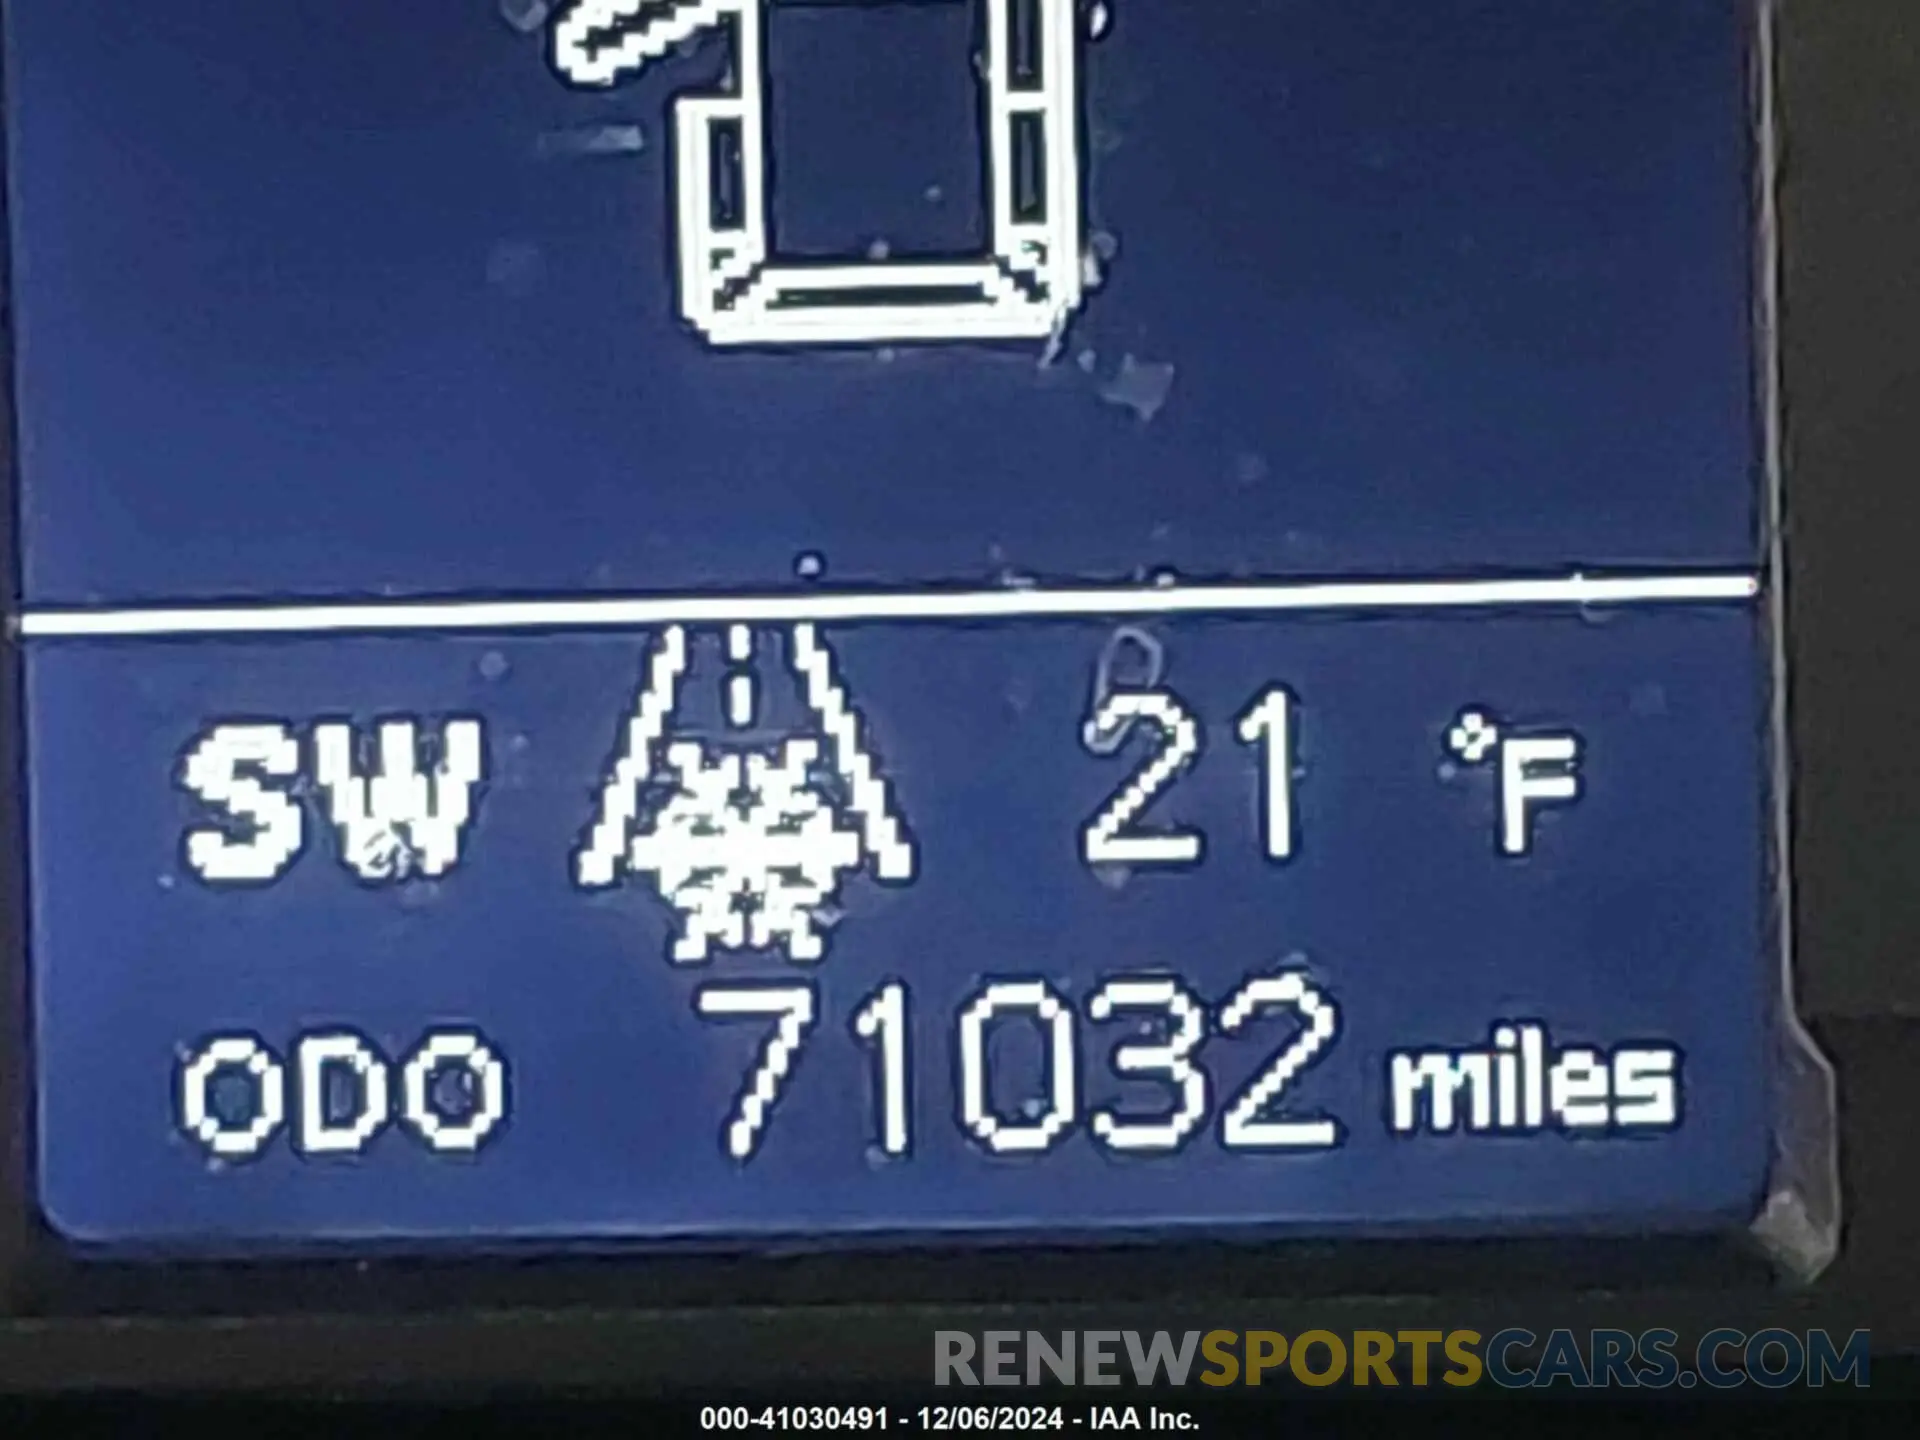 SW 21 °F
ODO 71032 miles
RENEWSPORTSCARS.COM
000-41030491 - 12/06/2024 - IAA Inc.